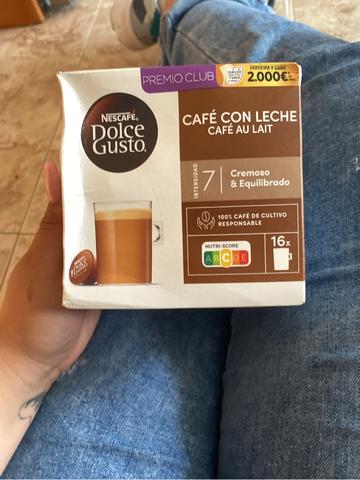 PREMIO CLUB
PARTICIPA Y GANA
2.000€
NESCAFÉ®
Dolce
Gusto®
CAFÉ CON LECHE
CAFÉ AU LAIT
INTENSIDAD
7
Cremoso
& Equilibrado
100% CAFÉ DE CULTIVO
RESPONSABLE
NUTRI-SCORE
A B C D E
16x